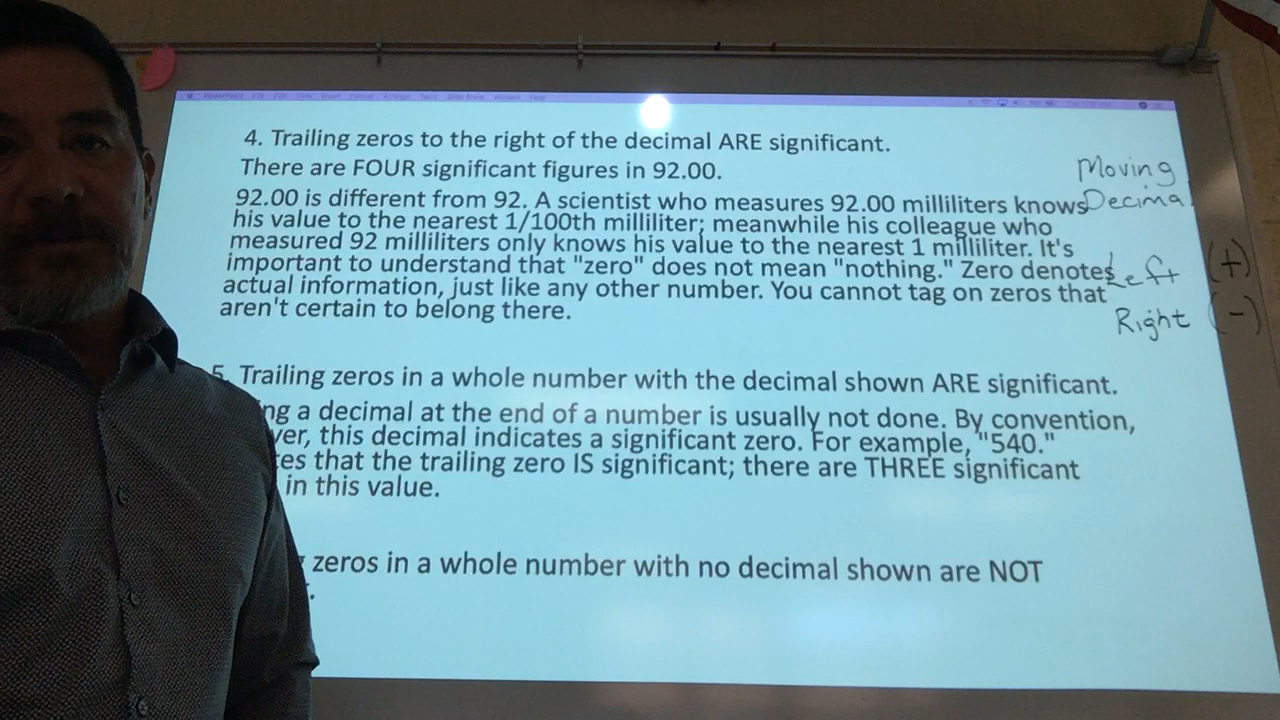 4. Trailing zeros to the right of the decimal ARE significant.
There are FOUR significant figures in 92.00.
92.00 is different from 92. A scientist who measures 92.00 milliliters knows
his value to the nearest 1/100th milliliter; meanwhile his colleague who
measured 92 milliliters only knows his value to the nearest 1 milliliter. It's
important to understand that "zero" does not mean "nothing." Zero denotes
actual information, just like any other number. You cannot tag on zeros that
aren't certain to belong there.
5. Trailing zeros in a whole number with the decimal shown ARE significant.
ng a decimal at the end of a number is usually not done. By convention,
ver, this decimal indicates a significant zero. For example, "540."
es that the trailing zero IS significant; there are THREE significant
in this value.
zeros in a whole number with no decimal shown are NOT
Moving
Decimal
Left (+)
Right (-)